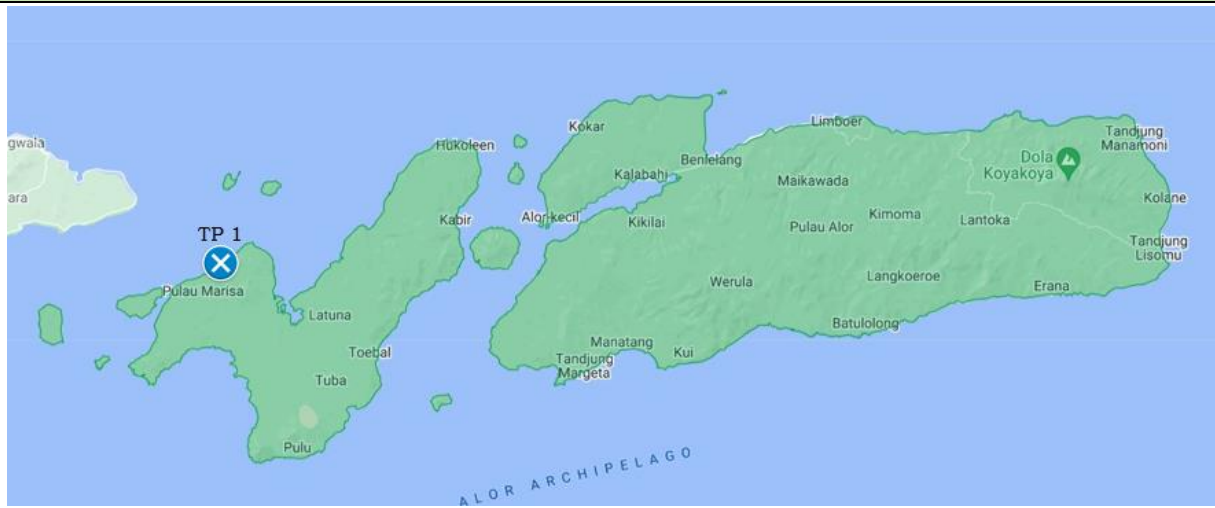 gwala
ara
TP 1
Pulau Marisa
Latuna
Toebal
Tuba
Pulu
Hukoleen
Kabir
Kokar
Kalabahi
Benlelang
Alor-kecil
Kikilai
Limboer
Maikawada
Pulau Alor
Kimoma
Lantoka
Dola
Koyakoya
Tandjung
Manamoni
Kolane
Tandjung
Lisomu
Werula
Langkoeroe
Erana
Batulolong
Manatang
Kui
Tandjung
Margeta
ALOR ARCHIPELAGO